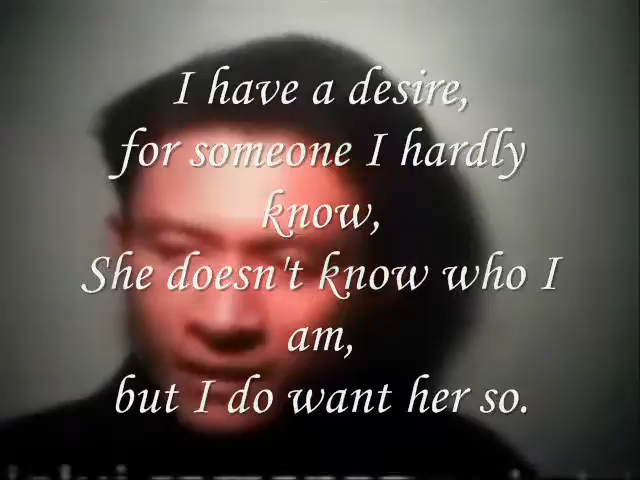 I have a desire,
for someone I hardly
know,
She doesn't know who I
am,
but I do want her so.